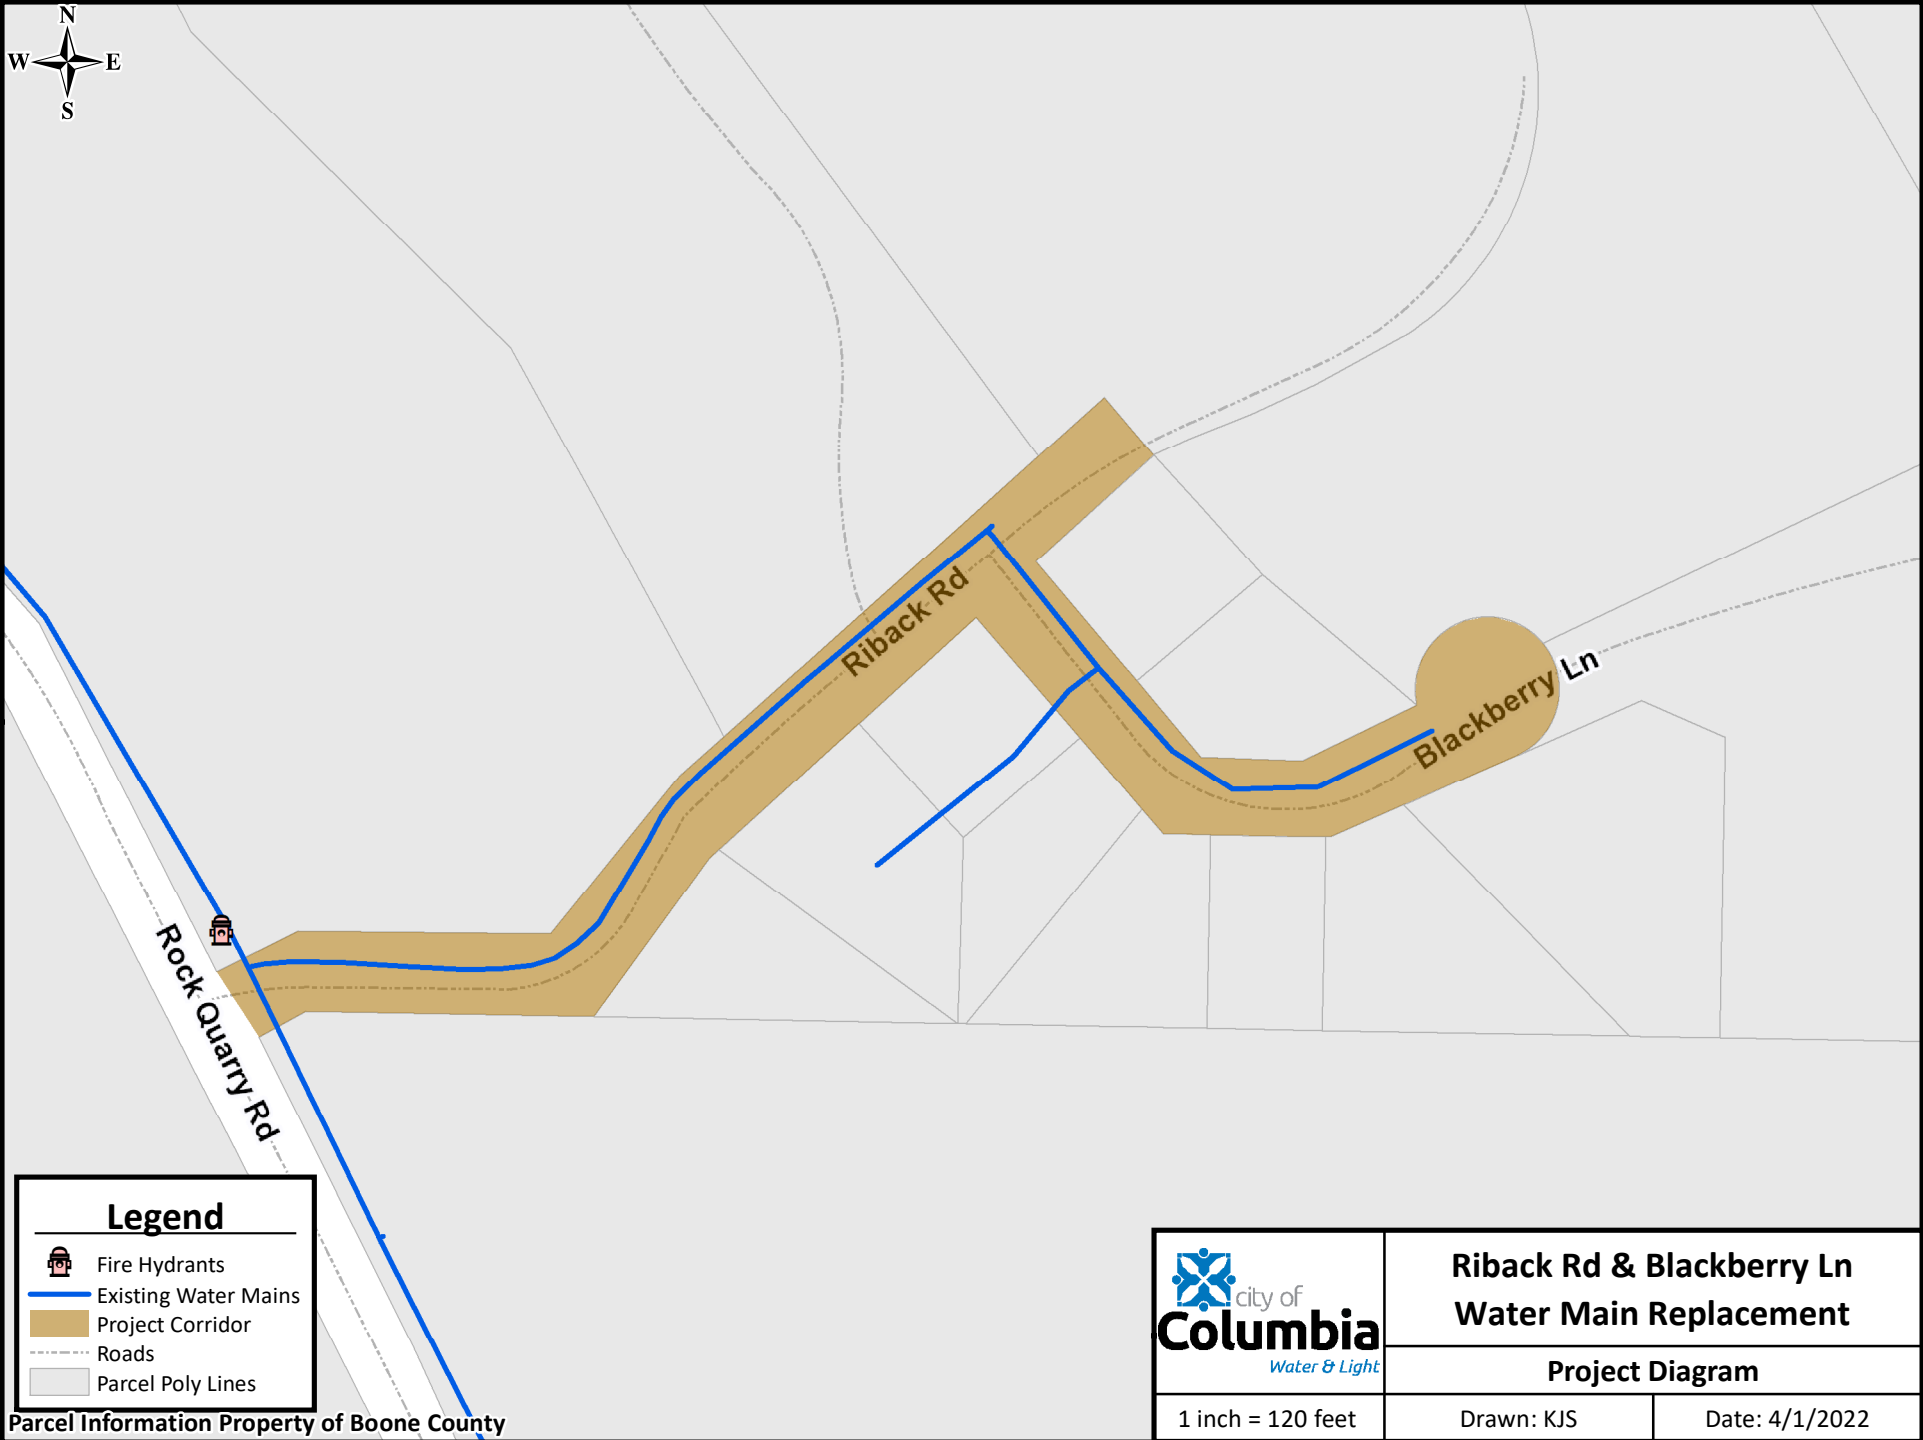 N
W E
S
Riback Rd
Blackberry Ln
Rock Quarry Rd
Legend
Fire Hydrants
Existing Water Mains
Project Corridor
Roads
Parcel Poly Lines
Parcel Information Property of Boone County
city of
Columbia
Water & Light
Riback Rd & Blackberry Ln
Water Main Replacement
Project Diagram
1 inch = 120 feet
Drawn: KJS
Date: 4/1/2022